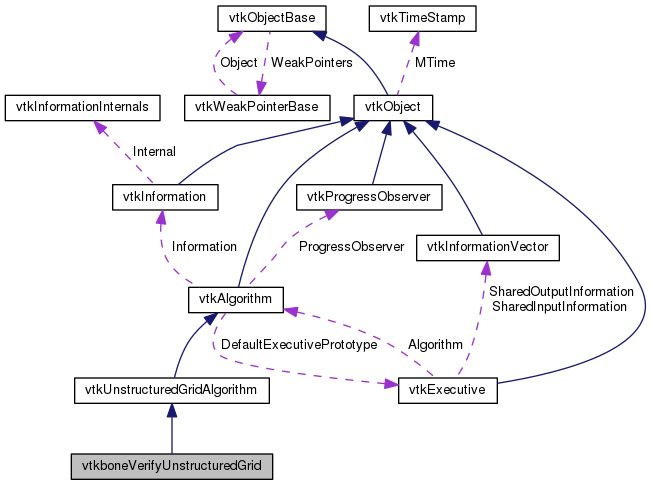 vtkObjectBase
vtkTimeStamp
Object
WeakPointers
MTime
vtkInformationInternals
vtkWeakPointerBase
vtkObject
Internal
vtkInformation
vtkProgressObserver
Information
ProgressObserver
vtkInformationVector
vtkAlgorithm
SharedOutputInformation
SharedInputInformation
DefaultExecutivePrototype
Algorithm
vtkUnstructuredGridAlgorithm
vtkExecutive
vtkboneVerifyUnstructuredGrid